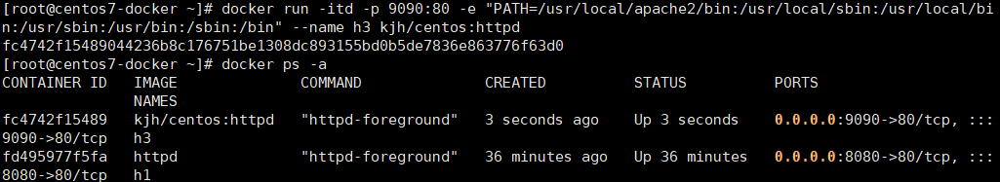 [root@centos7-docker ~]# docker run -itd -p 9090:80 -e "PATH=/usr/local/apache2/bin:/usr/local/sbin:/usr/local/bi
n:/usr/sbin:/usr/bin:/sbin:/bin" --name h3 kjh/centos:httpd
fc4742f15489044236b8c176751be1308dc893155bd0b5de7836e863776f63d0
[root@centos7-docker ~]# docker ps -a
CONTAINER ID   IMAGE              COMMAND              CREATED          STATUS          PORTS
               NAMES
fc4742f15489   kjh/centos:httpd   "httpd-foreground"   3 seconds ago    Up 3 seconds    0.0.0.0:9090->80/tcp, :::
9090->80/tcp   h3
fd495977f5fa   httpd              "httpd-foreground"   36 minutes ago   Up 36 minutes   0.0.0.0:8080->80/tcp, :::
8080->80/tcp   h1